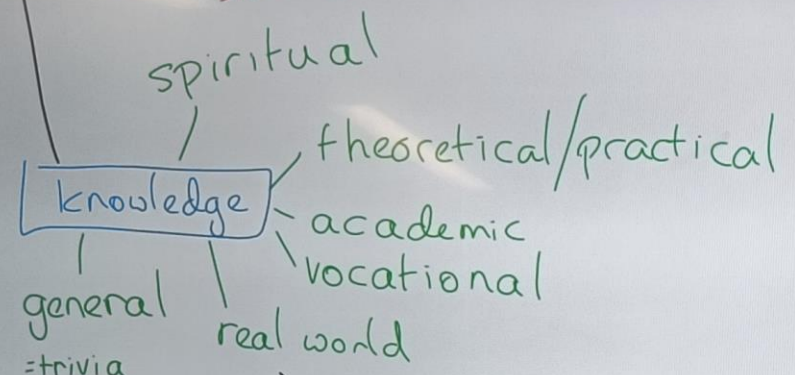 spiritual
theoretical/practical
knowledge
academic
vocational
general
real world
=trivia